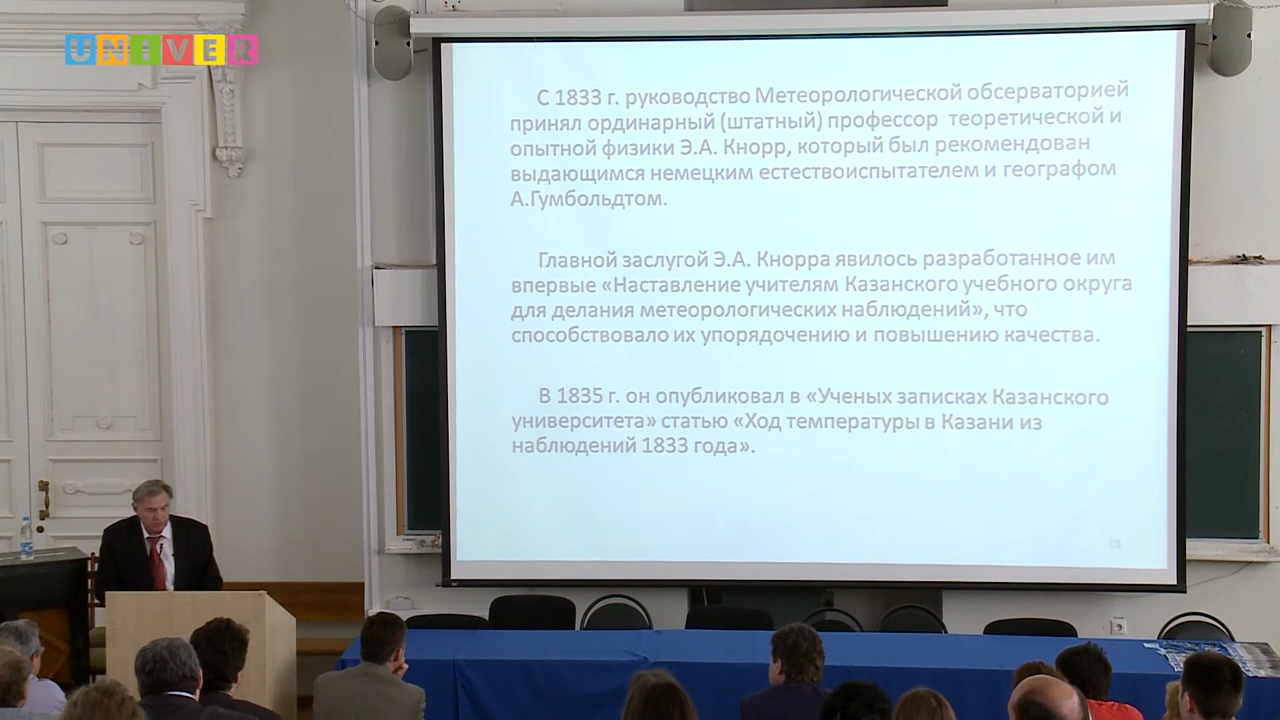 UNIVER
С 1833 г. руководство Метеорологической обсерваторией
принял ординарный (штатный) профессор теоретической и
опытной физики Э.А. Кнорр, который был рекомендован
выдающимся немецким естествоиспытателем и географом
А.Гумбольдтом.
Главной заслугой Э.А. Кнорра явилось разработанное им
впервые «Наставление учителям Казанского учебного округа
для делания метеорологических наблюдений», что
способствовало их упорядочению и повышению качества.
В 1835 г. он опубликовал в «Ученых записках Казанского
университета» статью «Ход температуры в Казани из
наблюдений 1833 года».